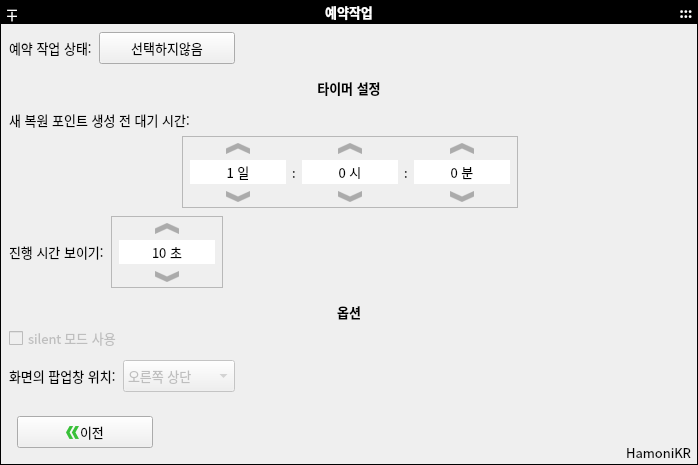 예약작업
예약 작업 상태: 선택하지않음
타이머 설정
새 복원 포인트 생성 전 대기 시간:
1 일 : 0 시 : 0 분
진행 시간 보이기: 10 초
옵션
silent 모드 사용
화면의 팝업창 위치: 오른쪽 상단
이전
HamoniKR